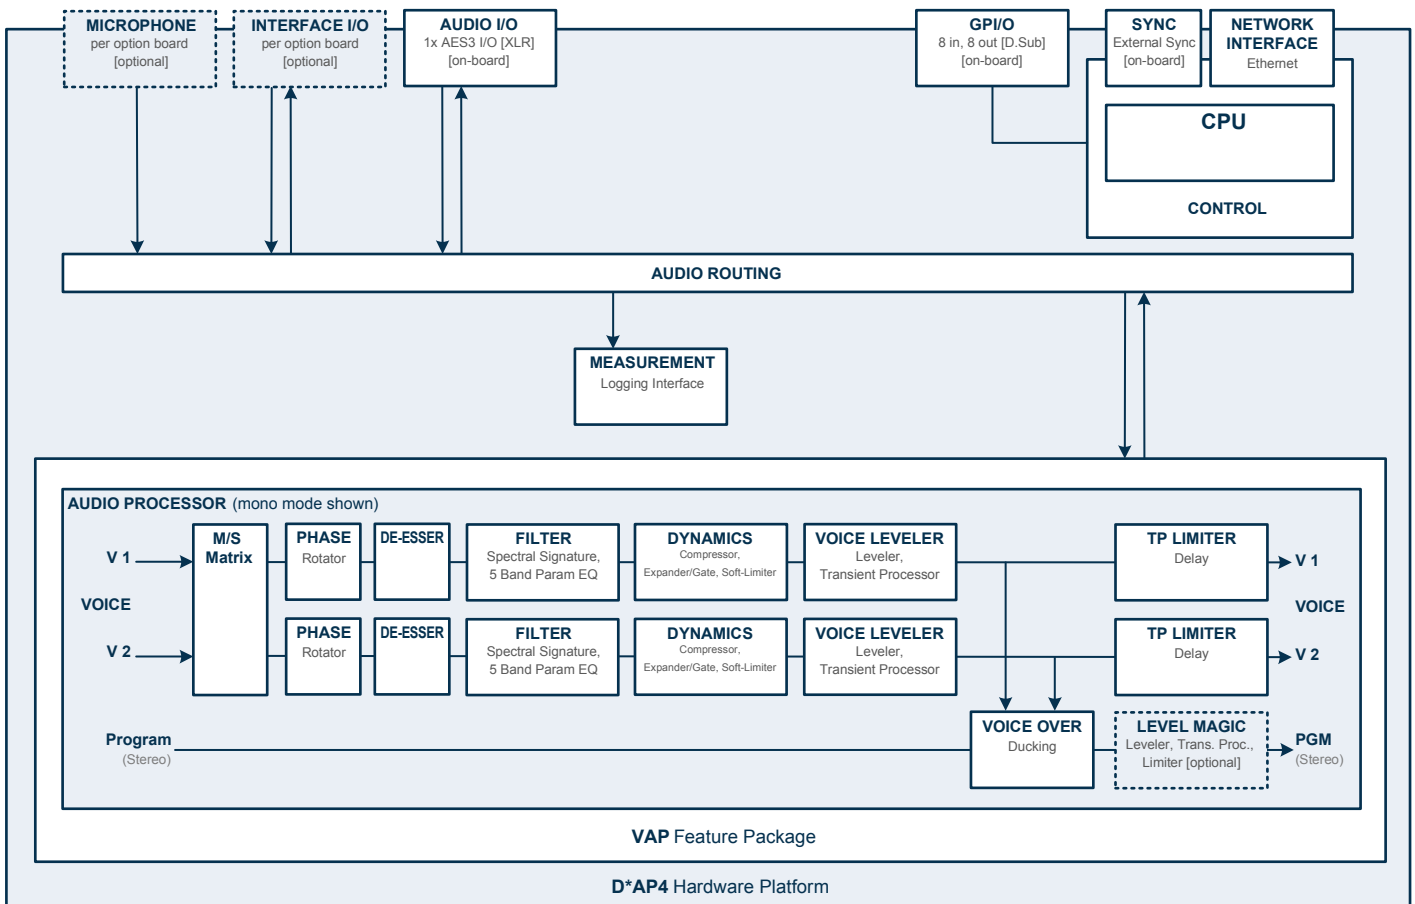 MICROPHONE
per option board
[optional]
INTERFACE I/O
per option board
[optional]
AUDIO I/O
1x AES3 I/O [XLR]
[on-board]
GPI/O
8 in, 8 out [D.Sub]
[on-board]
SYNC
External Sync
[on-board]
NETWORK
INTERFACE
Ethernet
CPU
CONTROL
AUDIO ROUTING
MEASUREMENT
Logging Interface
AUDIO PROCESSOR (mono mode shown)
V 1
VOICE
V 2
M/S
Matrix
PHASE
Rotator
DE-ESSER
FILTER
Spectral Signature,
5 Band Param EQ
DYNAMICS
Compressor,
Expander/Gate, Soft-Limiter
VOICE LEVELER
Leveler,
Transient Processor
TP LIMITER
Delay
V 1
VOICE
V 2
PHASE
Rotator
DE-ESSER
FILTER
Spectral Signature,
5 Band Param EQ
DYNAMICS
Compressor,
Expander/Gate, Soft-Limiter
VOICE LEVELER
Leveler,
Transient Processor
TP LIMITER
Delay
Program
(Stereo)
VOICE OVER
Ducking
LEVEL MAGIC
Leveler, Trans. Proc.,
Limiter [optional]
PGM
(Stereo)
VAP Feature Package
D*AP4 Hardware Platform